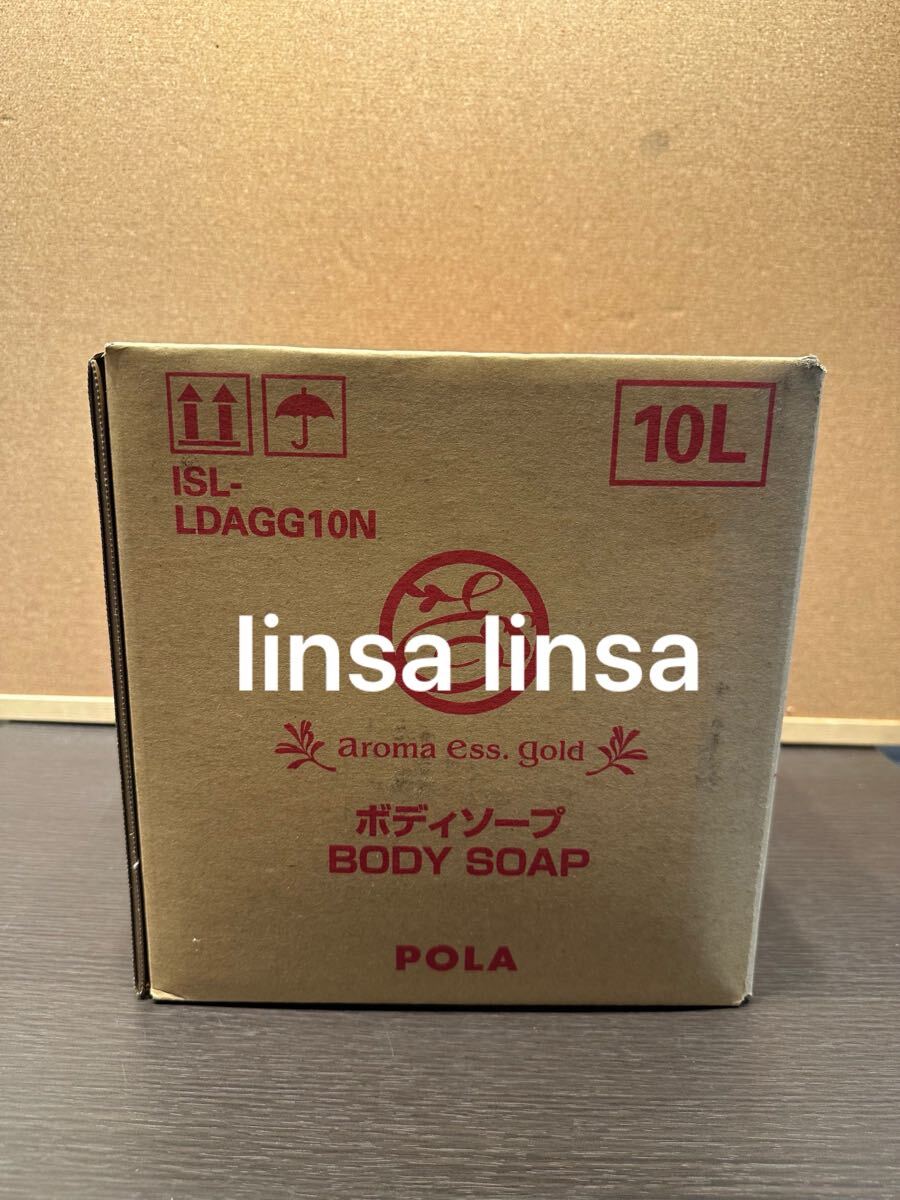 10L
ISL-
LDAGG10N
linsa linsa
aroma ess. gold
ボディソープ
BODY SOAP
POLA